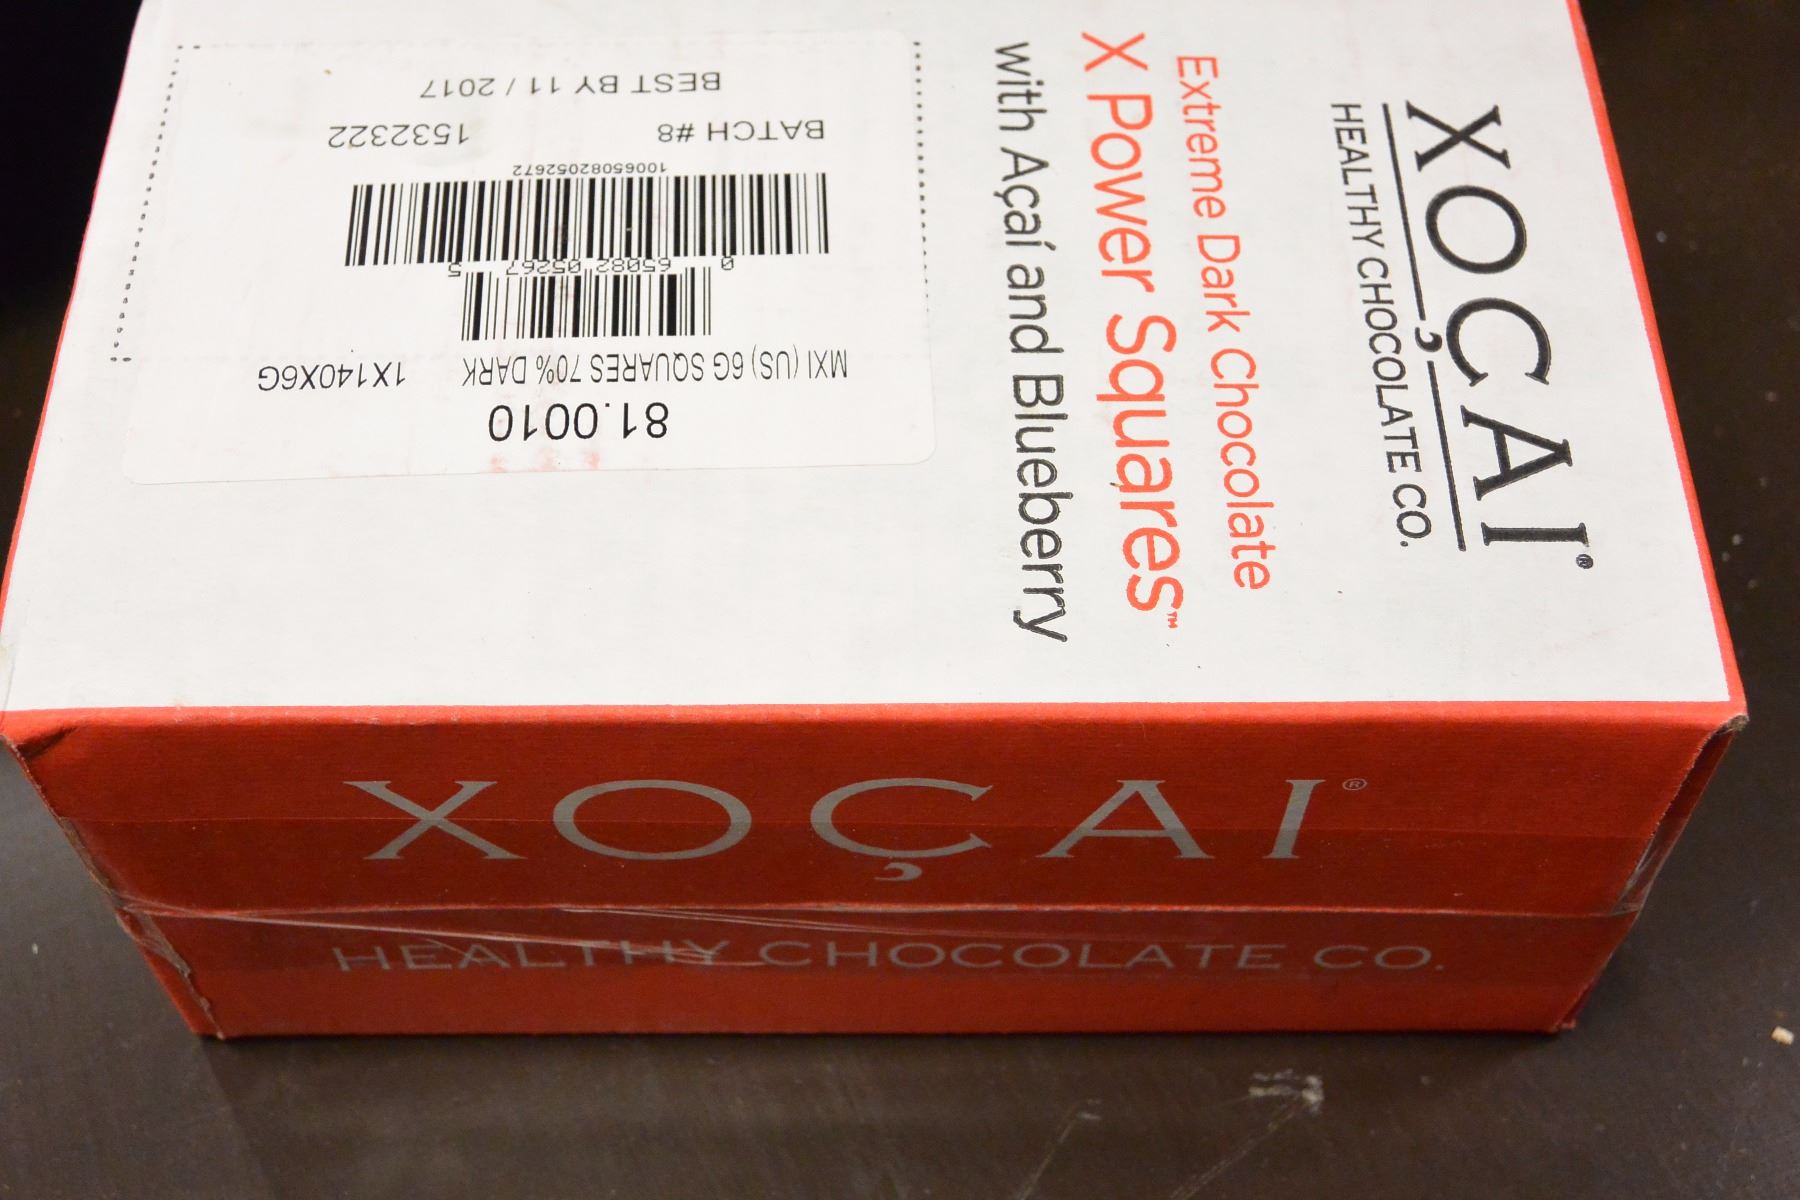 XOÇAI®
HEALTHY CHOCOLATE CO.
Extreme Dark Chocolate
X Power Squares™
with Açaí and Blueberry
81.0010
MXI (US) 6G SQUARES 70% DARK 1X140X6G
0 65082 05267 5
10065082052672
BATCH #8 1532322
BEST BY 11 / 2017
XOÇAI®
HEALTHY CHOCOLATE CO.